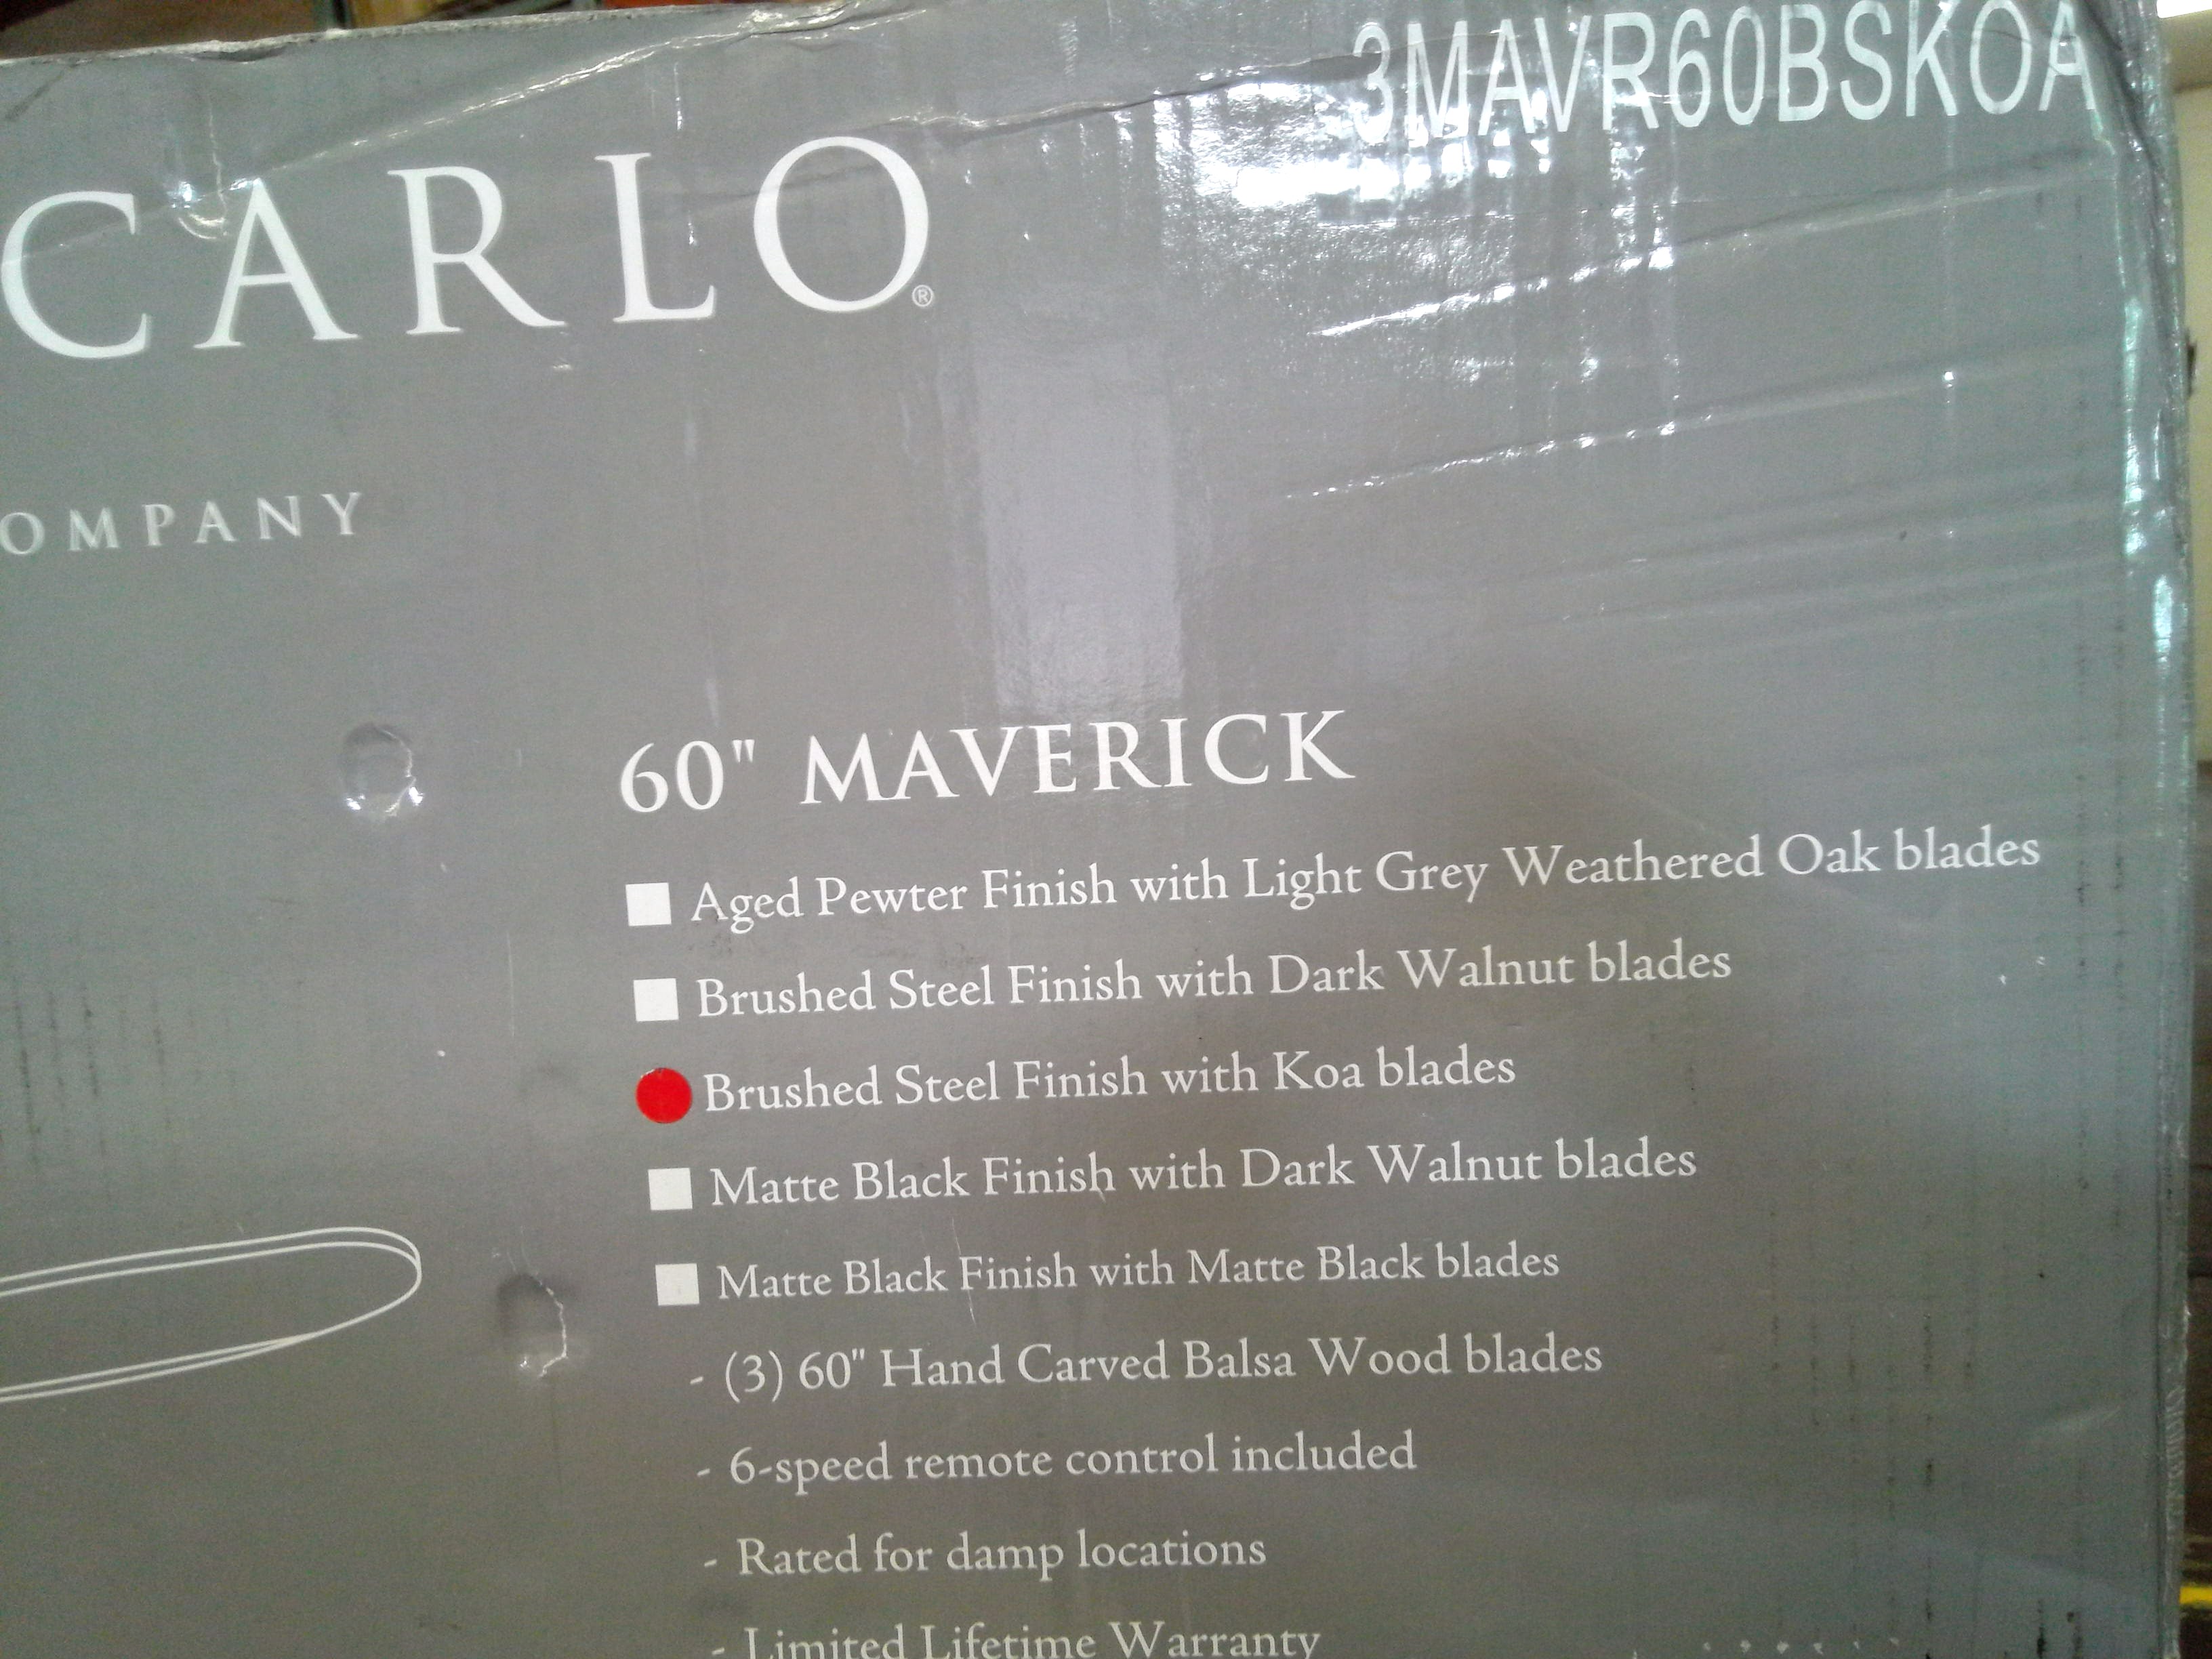 3MAVR60BSKOA
CARLO®
OMPANY
60" MAVERICK
Aged Pewter Finish with Light Grey Weathered Oak blades
Brushed Steel Finish with Dark Walnut blades
Brushed Steel Finish with Koa blades
Matte Black Finish with Dark Walnut blades
Matte Black Finish with Matte Black blades
- (3) 60" Hand Carved Balsa Wood blades
- 6-speed remote control included
- Rated for damp locations
- Limited Lifetime Warranty